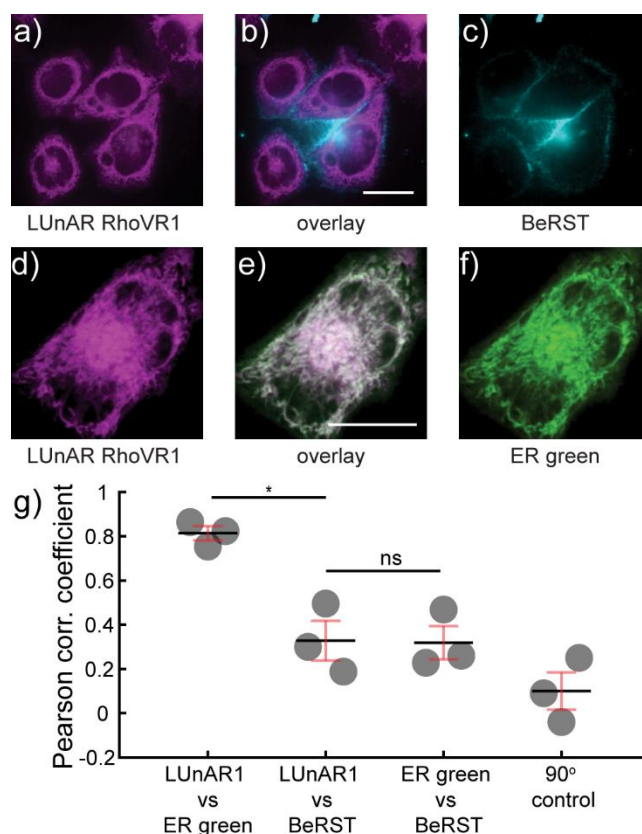 a)
b)
c)
LUnAR RhoVR1
overlay
BeRST
d)
e)
f)
LUnAR RhoVR1
overlay
ER green
g)
Pearson corr. coefficient
1
0.8
0.6
0.4
0.2
0
-0.2
*
ns
LUnAR1
vs
ER green
LUnAR1
vs
BeRST
ER green
vs
BeRST
90°
control